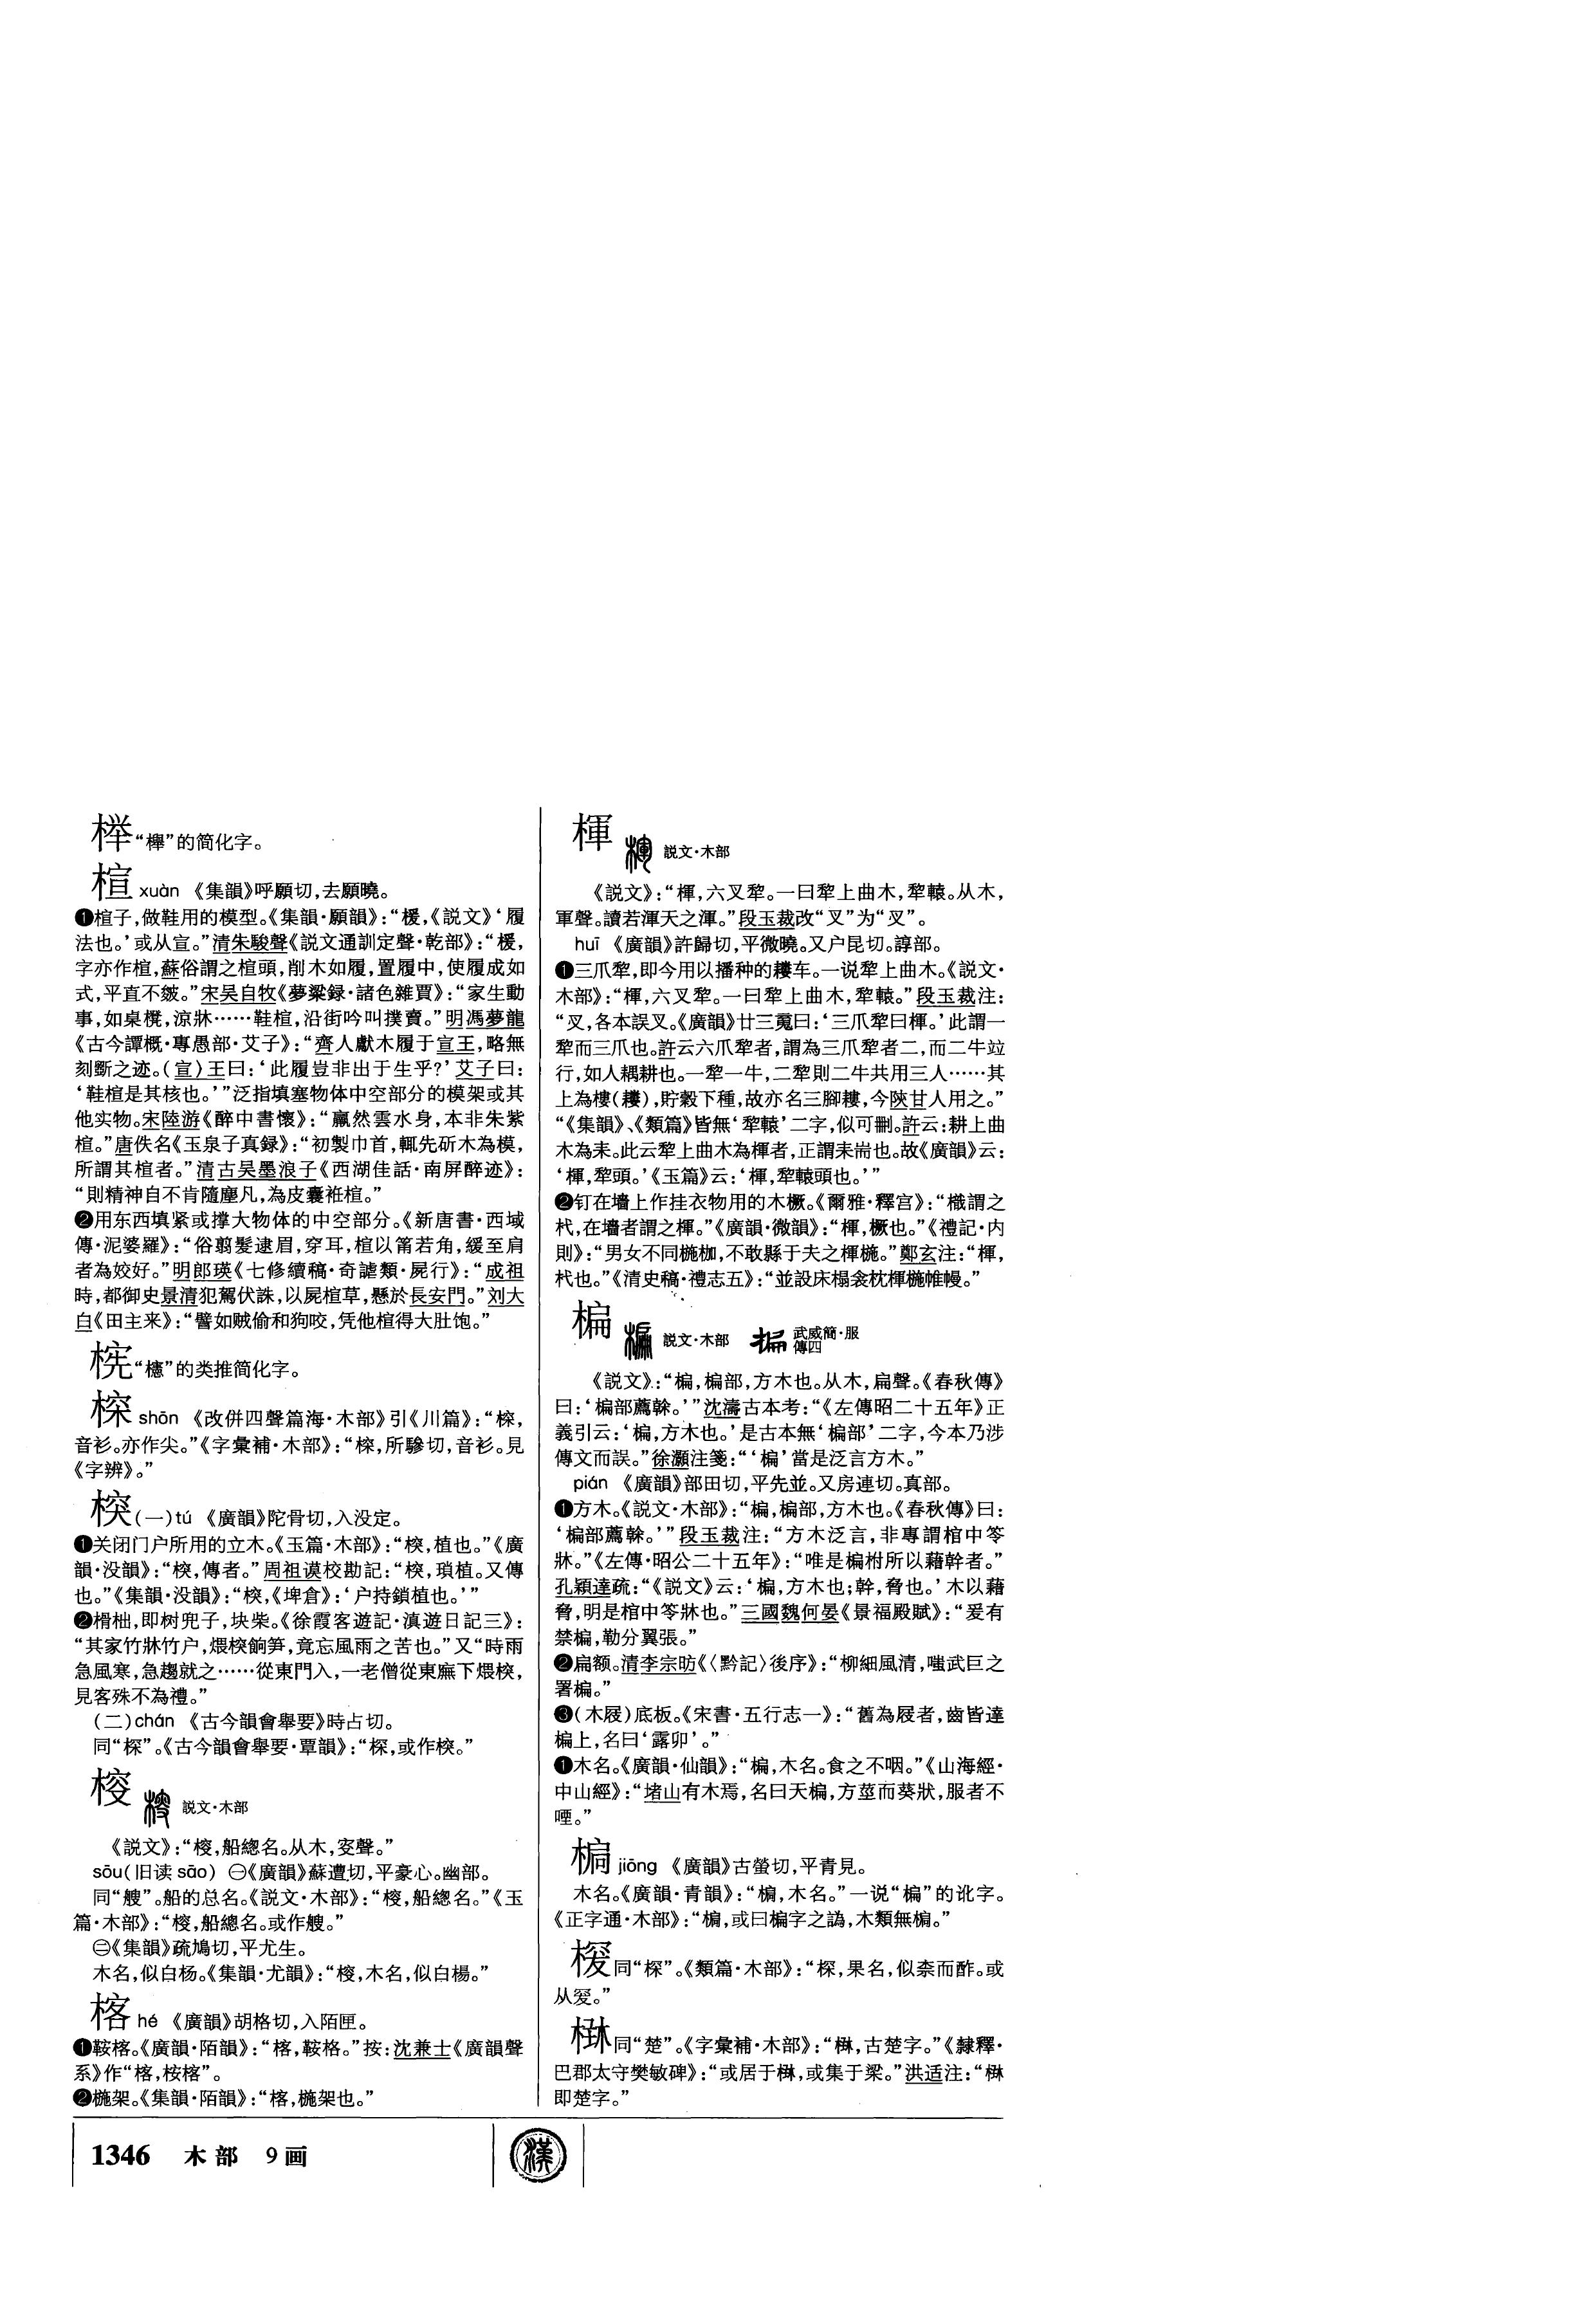 榉“櫸”的简化字。
楦 xuàn 《集韻》呼願切，去願曉。
❶楦子，做鞋用的模型。《集韻·願韻》：“楥，《説文》‘履
法也。’或从宣。”清朱駿聲《説文通訓定聲·乾部》：“楥，
字亦作楦，蘇俗謂之楦頭，削木如履，置履中，使履成如
式，平直不皴。”宋吴自牧《夢粱録·諸色雜買》：“家生動
事，如桌櫈，涼牀……鞋楦，沿街吟叫撲賣。”明馮夢龍
《古今譚概·專愚部·艾子》：“齊人獻木履于宣王，略無
刻斲之迹。（宣）王曰：‘此履豈非出于生乎？’艾子曰：
‘鞋楦是其核也。’”泛指填塞物体中空部分的模架或其
他实物。宋陸游《醉中書懷》：“羸然雲水身，本非朱紫
楦。”唐佚名《玉泉子真録》：“初製巾首，輒先斫木為模，
所謂其楦者。”清古吴墨浪子《西湖佳話·南屏醉迹》：
“則精神自不肯隨塵凡，為皮囊袵楦。”
❷用东西填紧或撑大物体的中空部分。《新唐書·西域
傳·泥婆羅》：“俗翦髮逮眉，穿耳，楦以筩若角，緩至肩
者為姣好。”明郎瑛《七修續稿·奇謔類·屍行》：“成祖
時，都御史景清犯駕伏誅，以屍楦草，懸於長安門。”刘大
白《田主来》：“譬如贼偷和狗咬，凭他楦得大肚饱。”
“櫶”的类推简化字。
shān 《改併四聲篇海·木部》引《川篇》：“
音衫。亦作尖。”《字彙補·木部》：“，所驂切，音衫。見
《字辨》。”
㮋（一）tú 《廣韻》陀骨切，入没定。
❶关闭门户所用的立木。《玉篇·木部》：“㮋，植也。”《廣
韻·没韻》：“㮋，傳者。”周祖谟校勘記：“㮋，瑣植。又傳
也。”《集韻·没韻》：“㮋，《埤倉》：‘户持鎖植也。’”
❷榾柮，即树兜子，块柴。《徐霞客遊記·滇遊日記三》：
“其家竹牀竹户，煨㮋餉笋，竟忘風雨之苦也。”又“時雨
急風寒，急趨就之……從東門入，一老僧從東廡下煨㮋，
見客殊不為禮。”
（二）chán 《古今韻會舉要》時占切。
同“棎”。《古今韻會舉要·覃韻》：“棎，或作㮋。”
㮴 説文·木部
《説文》：“㮴，船總名。从木，叜聲。”
sōu（旧读 sāo） ㊀《廣韻》蘇遭切，平豪心。幽部。
同“艘”。船的总名。《説文·木部》：“㮴，船總名。”《玉
篇·木部》：“㮴，船總名。或作艘。”
㊁《集韻》疏鳩切，平尤生。
木名，似白杨。《集韻·尤韻》：“㮴，木名，似白楊。”
楁 hé 《廣韻》胡格切，入陌匣。
❶鞍楁。《廣韻·陌韻》：“楁，鞍格。”按：沈兼士《廣韻聲
系》作“楁，桉楁”。
❷椸架。《集韻·陌韻》：“楁，椸架也。”
楎 説文·木部
《説文》：“楎，六叉犂。一曰犂上曲木，犂轅。从木，
軍聲。讀若渾天之渾。”段玉裁改“叉”为“叉”。
huī 《廣韻》許歸切，平微曉。又户昆切。諄部。
❶三爪犂，即今用以播种的耧车。一说犂上曲木。《説文·
木部》：“楎，六叉犂。一曰犂上曲木，犂轅。”段玉裁注：
“叉，各本誤叉。《廣韻》廿三䰟曰：‘三爪犂曰楎。’此謂一
犂而三爪也。許云六爪犂者，謂為三爪犂者二，而二牛竝
行，如人耦耕也。一犂一牛，二犂則二牛共用三人……其
上為樓（耬），貯穀下種，故亦名三腳耬，今陝甘人用之。”
“《集韻》、《類篇》皆無‘犂轅’二字，似可刪。許云：耕上曲
木為耒。此云犂上曲木為楎者，正謂耒耑也。故《廣韻》云：
‘楎，犂頭。’《玉篇》云：‘楎，犂轅頭也。’”
❷钉在墙上作挂衣物用的木橛。《爾雅·釋宫》：“樴謂之
杙，在墻者謂之楎。”《廣韻·微韻》：“楎，橛也。”《禮記·内
則》：“男女不同椸枷，不敢縣于夫之楎椸。”鄭玄注：“楎，
杙也。”《清史稿·禮志五》：“並設床榻衾枕楎椸帷幔。”
楄 説文·木部 武威簡·服
傳四
《説文》：“楄，楄部，方木也。从木，扁聲。《春秋傳》
曰：‘楄部薦榦。’”沈濤古本考：“《左傳昭二十五年》正
義引云：‘楄，方木也。’是古本無‘楄部’二字，今本乃涉
傳文而誤。”徐灝注箋：“‘楄’當是泛言方木。”
pián 《廣韻》部田切，平先並。又房連切。真部。
❶方木。《説文·木部》：“楄，楄部，方木也。《春秋傳》曰：
‘楄部薦榦。’”段玉裁注：“方木泛言，非專謂棺中笭
牀。”《左傳·昭公二十五年》：“唯是楄柎所以藉幹者。”
孔穎達疏：“《説文》云：‘楄，方木也；幹，脅也。’木以藉
脅，明是棺中笭牀也。”三國魏何晏《景福殿賦》：“爰有
禁楄，勒分翼張。”
❷扁额。清李宗昉《〈黔記〉後序》：“柳細風清，嗤武巨之
署楄。”
❸（木屐）底板。《宋書·五行志一》：“舊為屐者，齒皆達
楄上，名曰‘露卯’。”
❶木名。《廣韻·仙韻》：“楄，木名。食之不咽。”《山海經·
中山經》：“堵山有木焉，名曰天楄，方莖而葵狀，服者不
㖶。”
jiōng 《廣韻》古螢切，平青見。
木名。《廣韻·青韻》：“，木名。”一说“楄”的讹字。
《正字通·木部》：“，或曰楄字之譌，木類無。”
同“棎”。《類篇·木部》：“棎，果名，似柰而酢。或
从㕙。”
同“楚”。《字彙補·木部》：“，古楚字。”《隸釋·
巴郡太守樊敏碑》：“或居于，或集于梁。”洪适注：“
即楚字。”
1346 木部 9画
漢